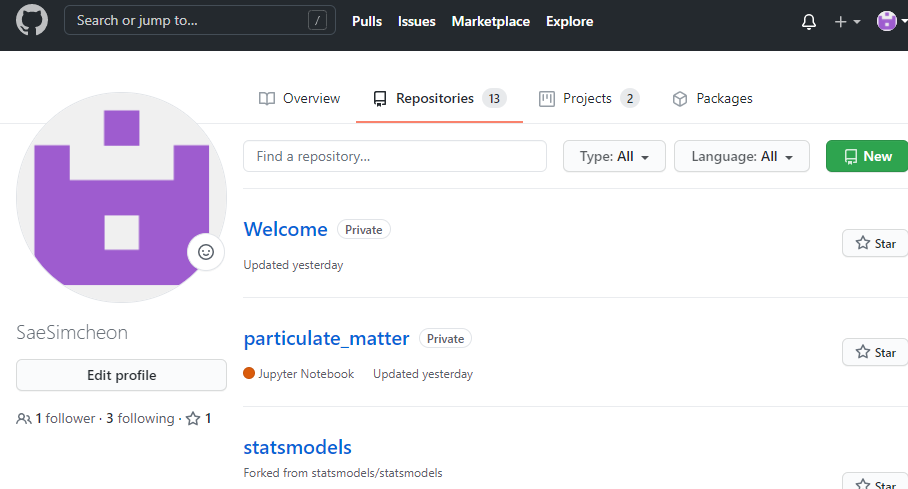 Search or jump to... /
Pulls Issues Marketplace Explore
Overview Repositories 13 Projects 2 Packages
Find a repository... Type: All Language: All New
Welcome Private
Star
Updated yesterday
SaeSimcheon
Edit profile
1 follower · 3 following · 1
particulate_matter Private
Star
Jupyter Notebook Updated yesterday
statsmodels
Forked from statsmodels/statsmodels
Star